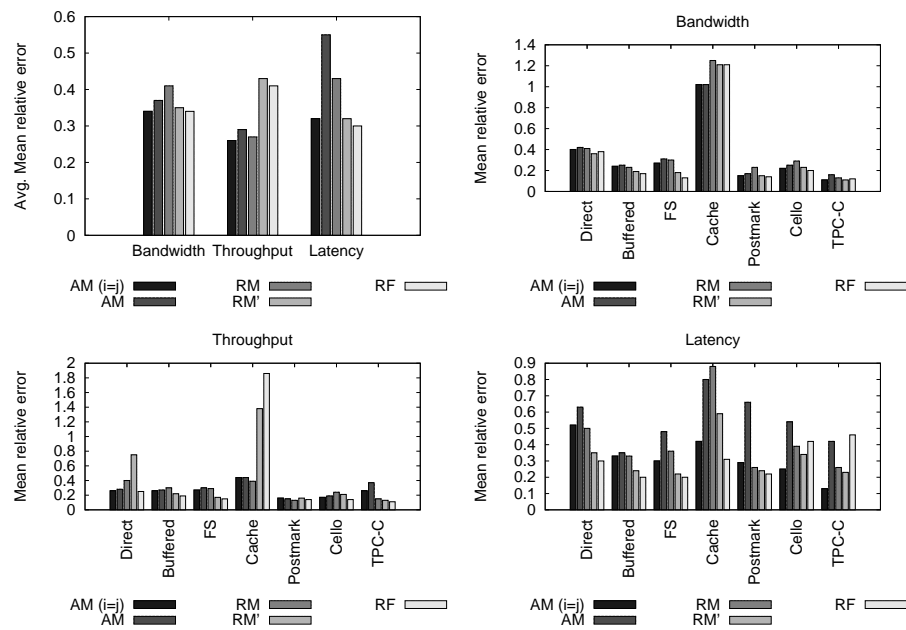 Avg. Mean relative error
0.6
0.5
0.4
0.3
0.2
0.1
0
Bandwidth Throughput Latency
AM (i=j) RM RF
AM RM'
Bandwidth
Mean relative error
1.4
1.2
1
0.8
0.6
0.4
0.2
0
Direct
Buffered
FS
Cache
Postmark
Cello
TPC-C
AM (i=j) RM RF
AM RM'
Throughput
Mean relative error
2
1.8
1.6
1.4
1.2
1
0.8
0.6
0.4
0.2
0
Direct
Buffered
FS
Cache
Postmark
Cello
TPC-C
AM (i=j) RM RF
AM RM'
Latency
Mean relative error
0.9
0.8
0.7
0.6
0.5
0.4
0.3
0.2
0.1
0
Direct
Buffered
FS
Cache
Postmark
Cello
TPC-C
AM (i=j) RM RF
AM RM'